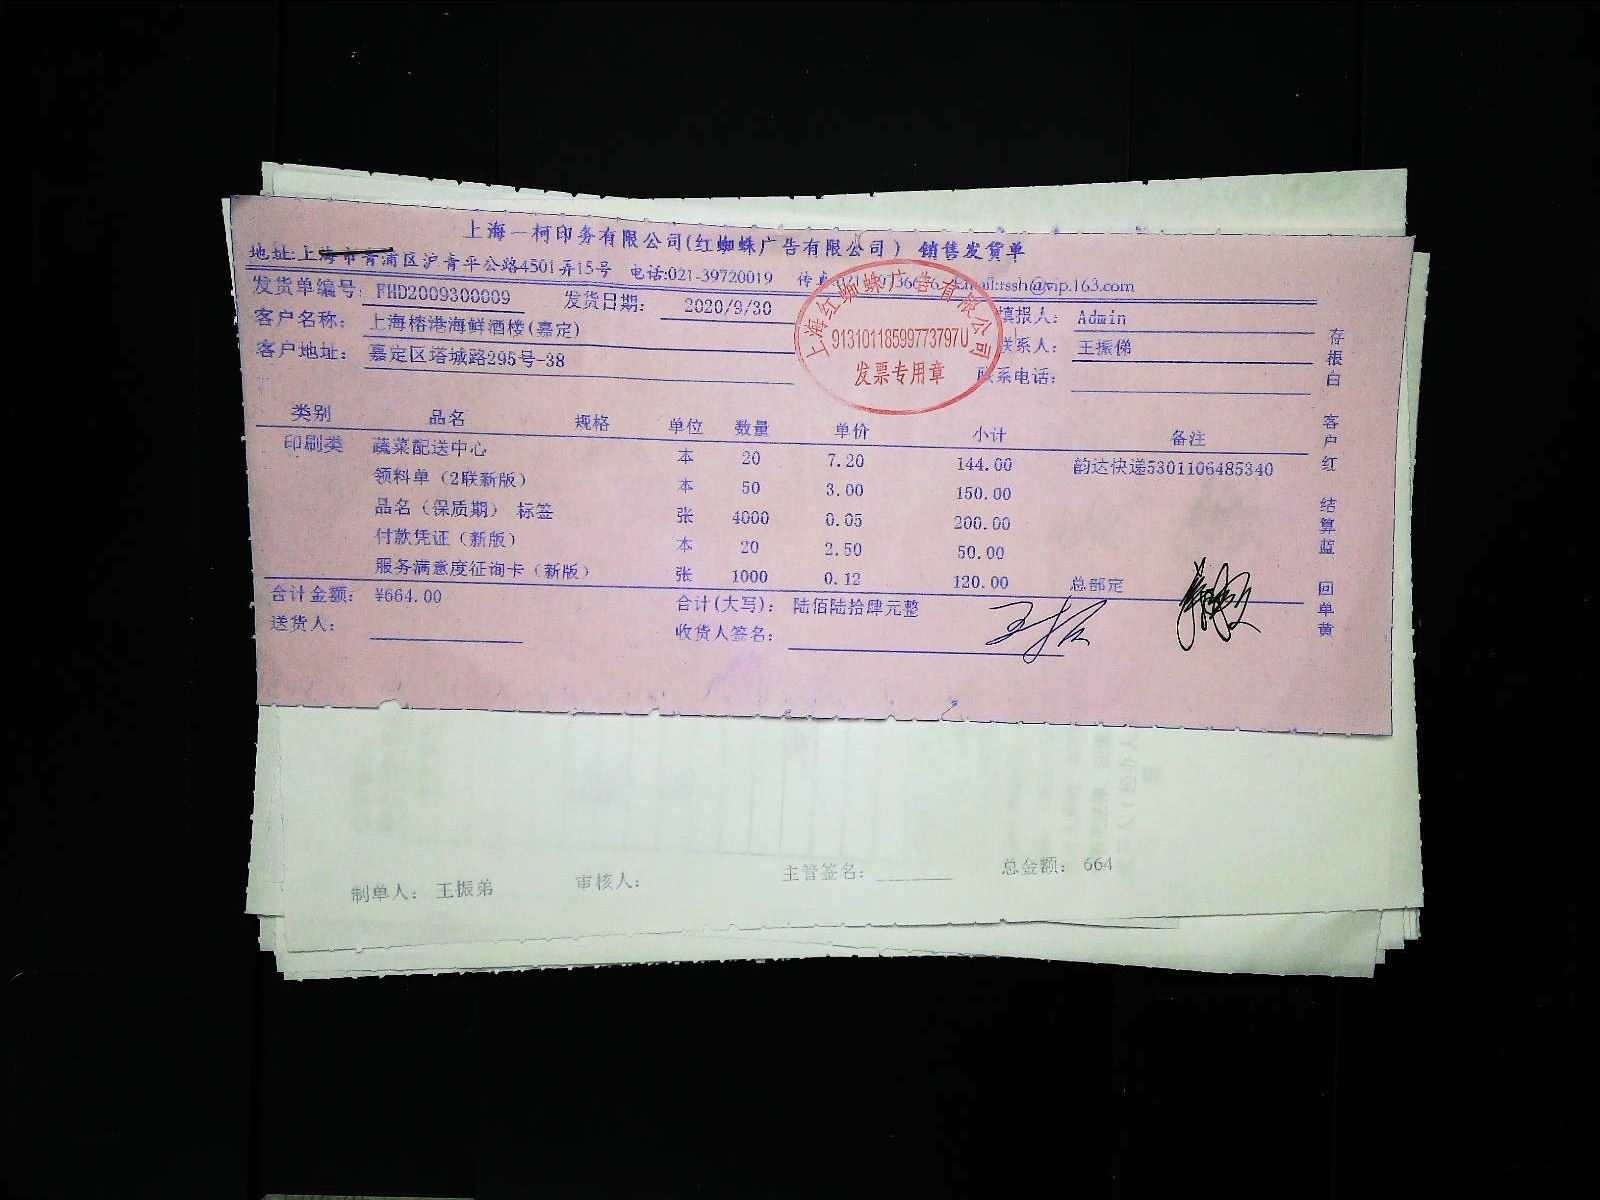 上海一柯印务有限公司(红蜘蛛广告有限公司) 销售发货单
地址:上海市青浦区沪青平公路4501弄15号 电话:021-39720019 传真: Email:rssh@vip.163.com
发货单编号: FHD2009300009 发货日期: 2020/9/30 填报人: Admin
客户名称: 上海榕港海鲜酒楼(嘉定) 联系人: 王振俤
客户地址: 嘉定区塔城路295号-38 联系电话:
上海红蜘蛛广告有限公司
91310118599773797U
发票专用章
类别 品名 规格 单位 数量 单价 小计 备注
印刷类 蔬菜配送中心 本 20 7.20 144.00 韵达快递5301106485340
领料单（2联新版） 本 50 3.00 150.00
品名（保质期） 标签 张 4000 0.05 200.00
付款凭证（新版） 本 20 2.50 50.00
服务满意度征询卡（新版） 张 1000 0.12 120.00 总部定
合计金额: ¥664.00 合计(大写): 陆佰陆拾肆元整
送货人: 收货人签名: 王振
存根白 客户红 结算蓝 回单黄
制单人: 王振弟 审核人: 主管签名: 总金额: 664